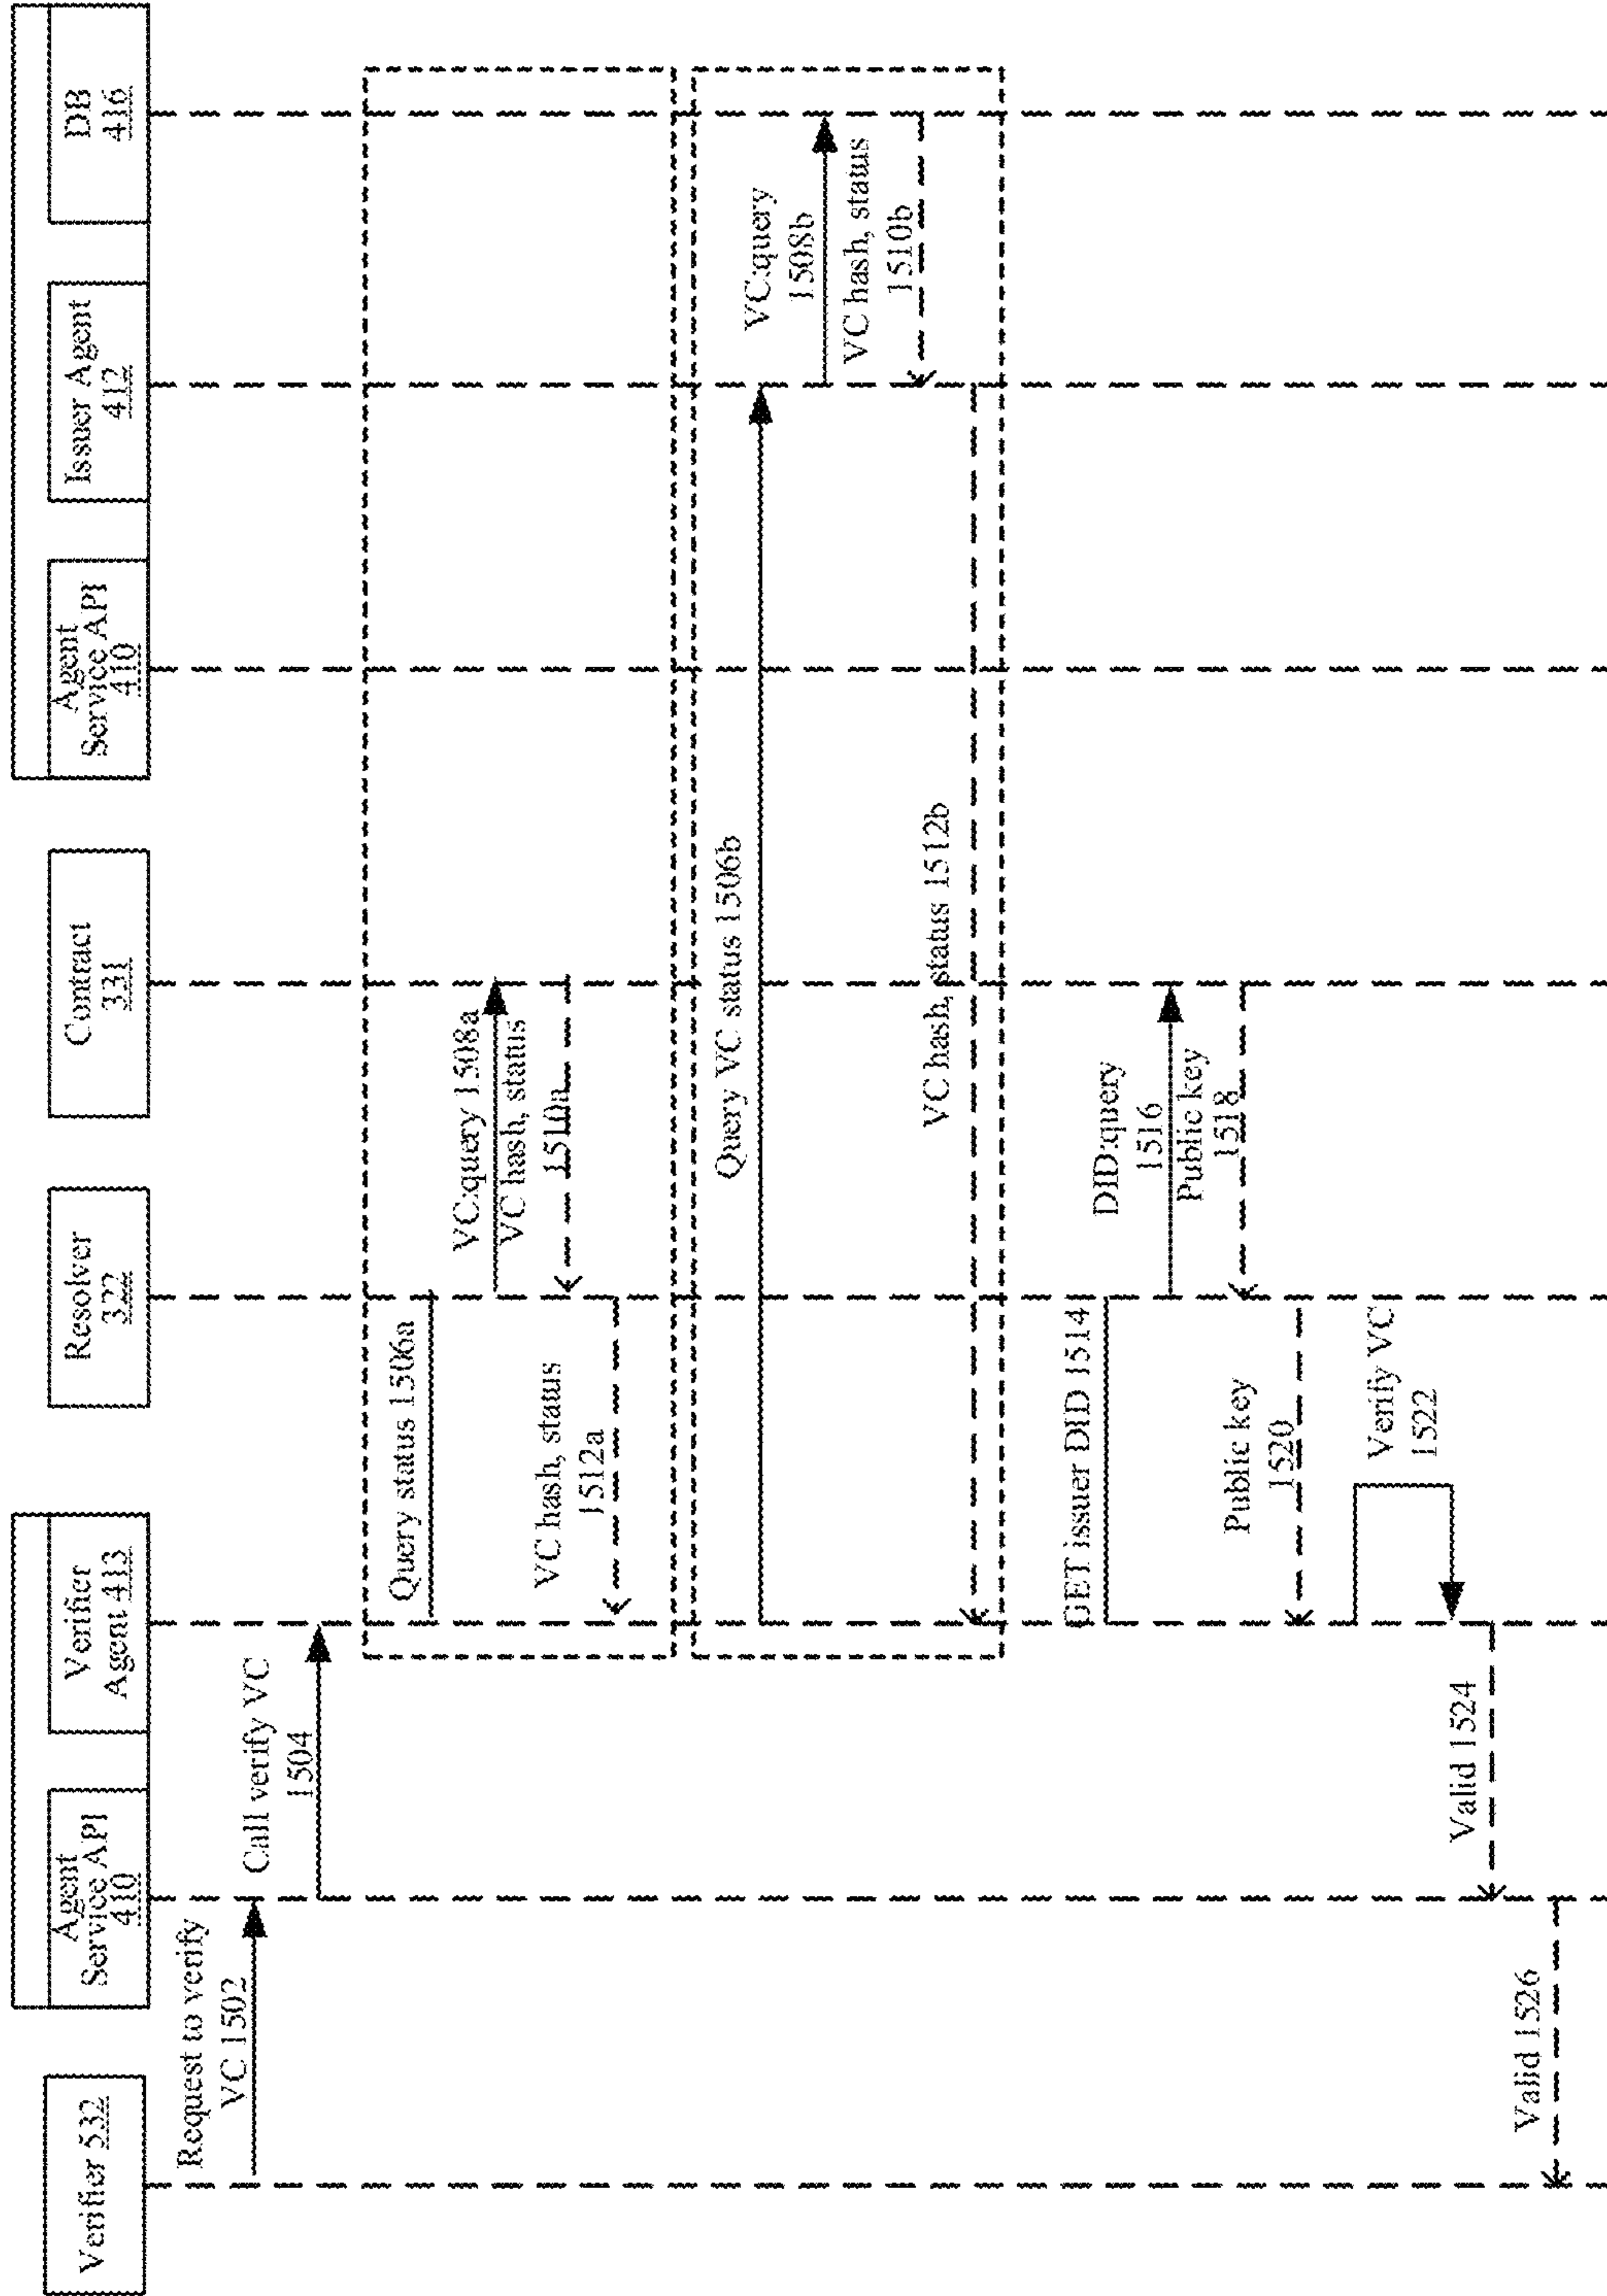 Verifier 532
Agent
Service API
410
Verifier
Agent 413
Resolver
322
Contract
331
Agent
Service API
410
Issuer Agent
412
DB
416
Request to verify
VC 1502
Call verify VC
1504
Query status 1506a
VC:query 1508a
VC hash, status
1510a
VC hash, status
1512a
Query VC status 1506b
VC:query
1508b
VC hash, status
1510b
VC hash, status 1512b
GET issuer DID 1514
DID:query
1516
Public key
1518
Public key
1520
Verify VC
1522
Valid 1524
Valid 1526